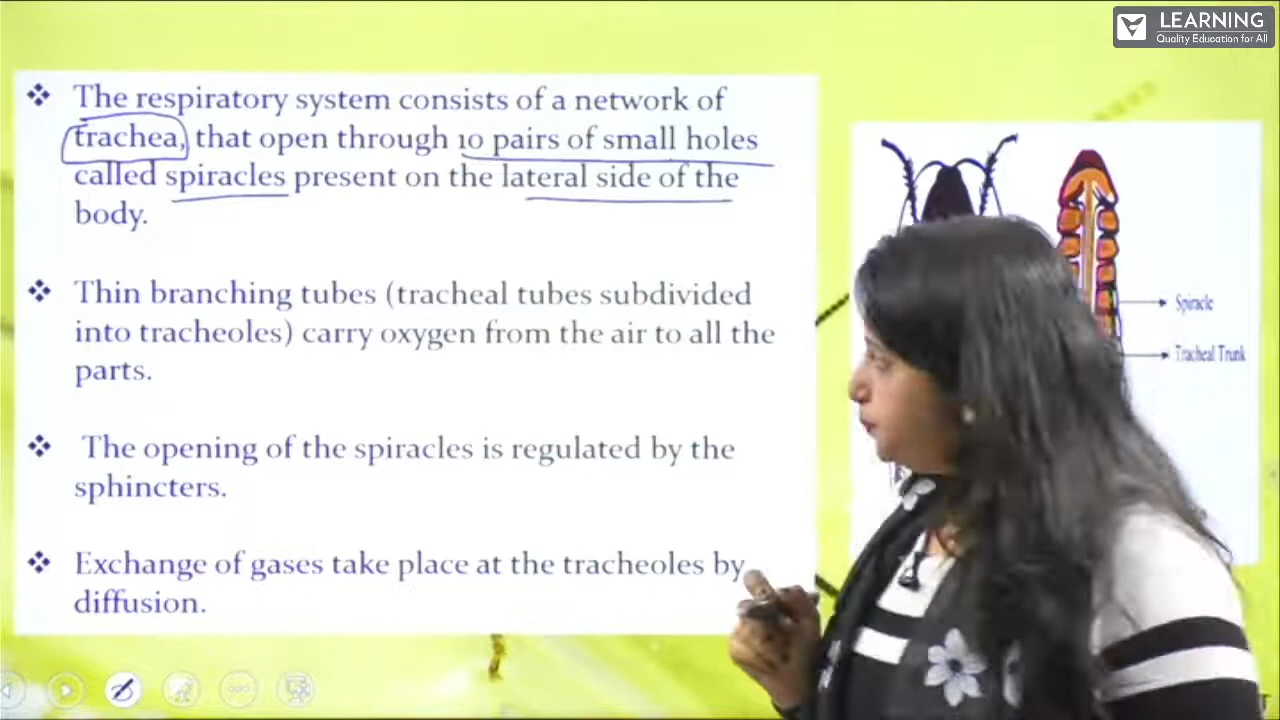 LEARNING
Quality Education for All
❖ The respiratory system consists of a network of
trachea, that open through 10 pairs of small holes
called spiracles present on the lateral side of the
body.
❖ Thin branching tubes (tracheal tubes subdivided
into tracheoles) carry oxygen from the air to all the
parts.
❖ The opening of the spiracles is regulated by the
sphincters.
❖ Exchange of gases take place at the tracheoles by
diffusion.
Spiracle
Tracheal Trunk